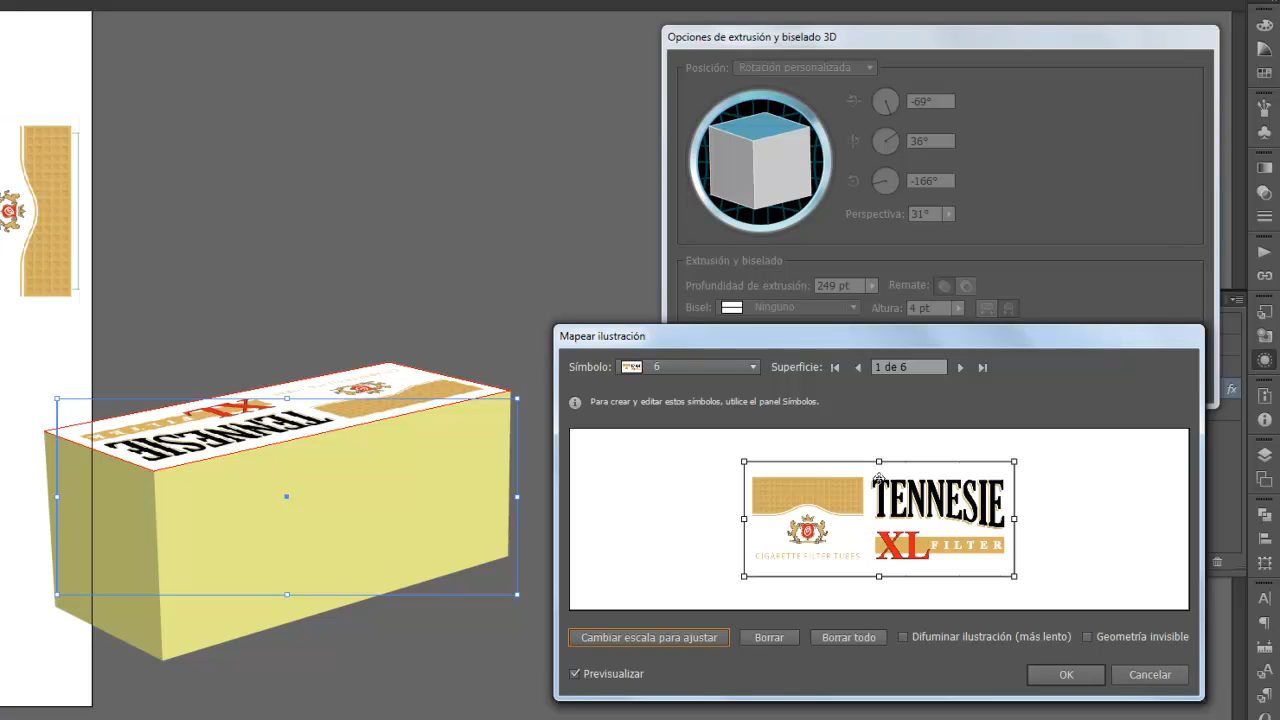 Opciones de extrusión y biselado 3D
Posición: Rotación personalizada
-69°
36°
-166°
Perspectiva: 31°
Extrusión y biselado
Profundidad de extrusión: 249 pt Remate:
Bisel: Ninguno Altura: 4 pt
Mapear ilustración
Símbolo: 6 Superficie: 1 de 6
Para crear y editar estos símbolos, utilice el panel Símbolos.
TENNESIE
XL FILTER
CIGARETTE FILTER TUBES
Cambiar escala para ajustar Borrar Borrar todo Difuminar ilustración (más lento) Geometría invisible
Previsualizar OK Cancelar
XL
TENNESIE
fx